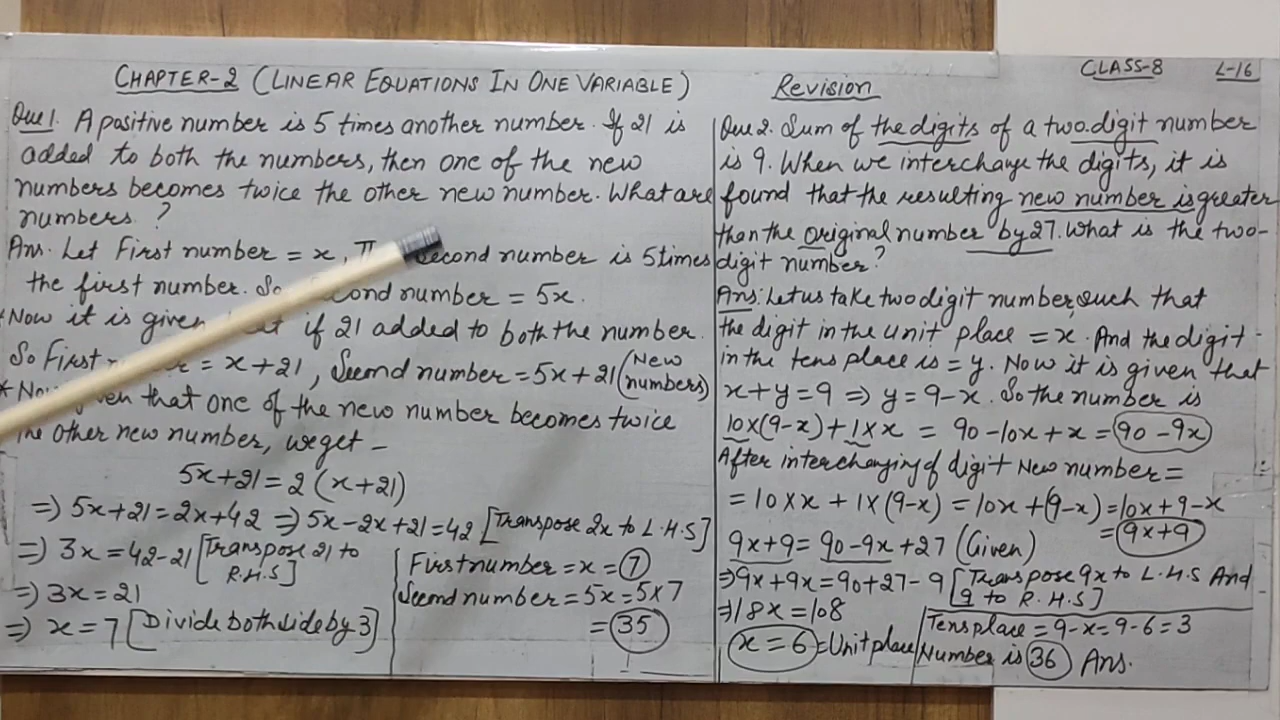 CHAPTER-2 (LINEAR EQUATIONS IN ONE VARIABLE)
Revision
CLASS-8 L-16
Que 1. A positive number is 5 times another number. If 21 is
added to both the numbers, then one of the new
numbers becomes twice the other new number. What are
numbers. ?
Ans. Let First number = x, second number is 5 times
the first number. So second number = 5x.
*Now it is given if 21 added to both the number.
So First = x+21, Second number = 5x+21 (New numbers)
* Now given that one of the new number becomes twice
the other new number, we get -
5x+21 = 2(x+21)
⇒ 5x+21 = 2x+42 ⇒ 5x-2x+21 = 42 [Transpose 2x to L.H.S]
⇒ 3x = 42-21 [Transpose 21 to R.H.S]
⇒ 3x = 21
⇒ x = 7 [Divide both side by 3]
First number = x = 7
Second number = 5x = 5x7
= 35
Que 2. Sum of the digits of a two.digit number
is 9. When we interchange the digits, it is
found that the resulting new number is greater
than the original number by 27. What is the two-
digit number?
Ans: Let us take two digit number, such that
the digit in the unit place = x. And the digit
in the tens place is = y. Now it is given that
x+y=9 ⇒ y=9-x. So the number is
10x(9-x)+1xx = 90-10x+x = 90-9x
After interchanging of digit New number =
= 10xx + 1x(9-x) = 10x+(9-x) = 10x+9-x
= 9x+9
9x+9 = 90-9x+27 (Given)
⇒ 9x+9x = 90+27-9 [Transpose 9x to L.H.S And 9 to R.H.S]
⇒ 18x = 108
x = 6 = Unit place
Tens place = 9-x = 9-6 = 3
Number is 36 Ans.